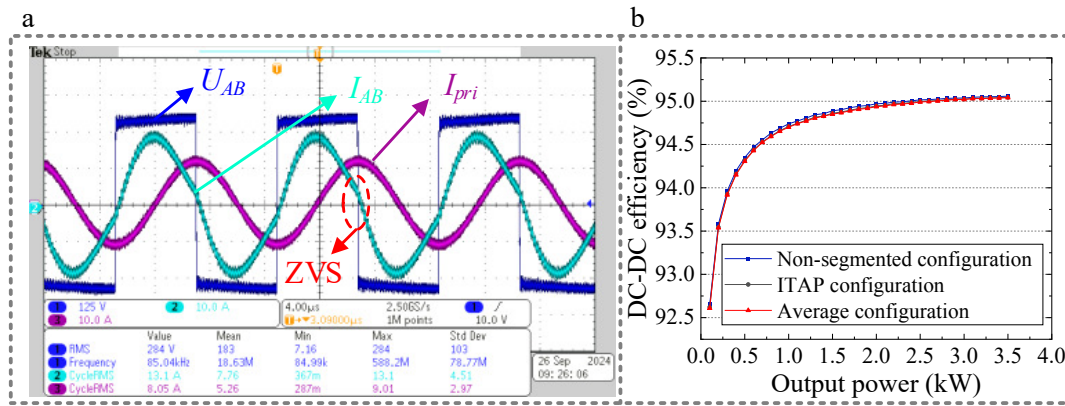 a
Tek Stop
T
U_AB
I_AB
I_pri
2
ZVS
1 125 V 2 10.0 A 4.00μs 2.50GS/s 1
3 10.0 A T→▼3.09000μs 1M points 10.0 V
Value Mean Min Max Std Dev
1 RMS 284 V 183 7.16 284 103
1 Frequency 85.04kHz 18.63M 84.99k 588.2M 78.77M
2 CycleRMS 13.1 A 7.76 367m 13.1 4.51
3 CycleRMS 8.05 A 5.26 287m 9.01 2.97
26 Sep 2024
09:26:06
b
DC-DC efficiency (%)
95.5
95.0
94.5
94.0
93.5
93.0
92.5
Non-segmented configuration
ITAP configuration
Average configuration
0.0 0.5 1.0 1.5 2.0 2.5 3.0 3.5 4.0
Output power (kW)